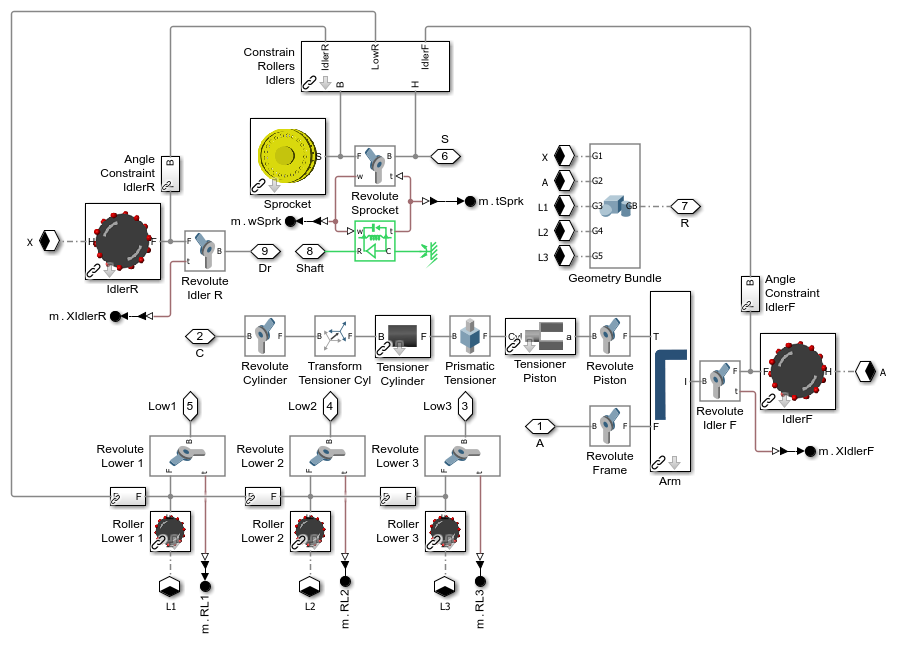 Constrain
Rollers
Idlers
IdlerR
LowR
IdlerF
B
H
S
6
S
F
B
w
t
Sprocket
Revolute
Sprocket
m.wSprk
m.tSprk
w
t
R
C
8
Shaft
9
Dr
Angle
Constraint
IdlerR
B
X
H
F
IdlerR
F
B
t
Revolute
Idler R
m.XIdlerR
X
G1
A
G2
L1
G3
GB
L2
G4
L3
G5
Geometry Bundle
7
R
B
Angle
Constraint
IdlerF
2
C
B
F
Revolute
Cylinder
B
F
Transform
Tensioner Cyl
B
F
Tensioner
Cylinder
B
F
Prismatic
Tensioner
Cyl
a
Tensioner
Piston
B
F
Revolute
Piston
T
I
F
Arm
B
F
t
Revolute
Idler F
F
H
IdlerF
A
m.XIdlerF
1
A
B
F
Revolute
Frame
Low1
5
Low2
4
Low3
3
Revolute
Lower 1
B
F
t
Revolute
Lower 2
B
F
t
Revolute
Lower 3
B
F
t
F
F
F
Roller
Lower 1
Roller
Lower 2
Roller
Lower 3
L1
m.RL1
L2
m.RL2
L3
m.RL3